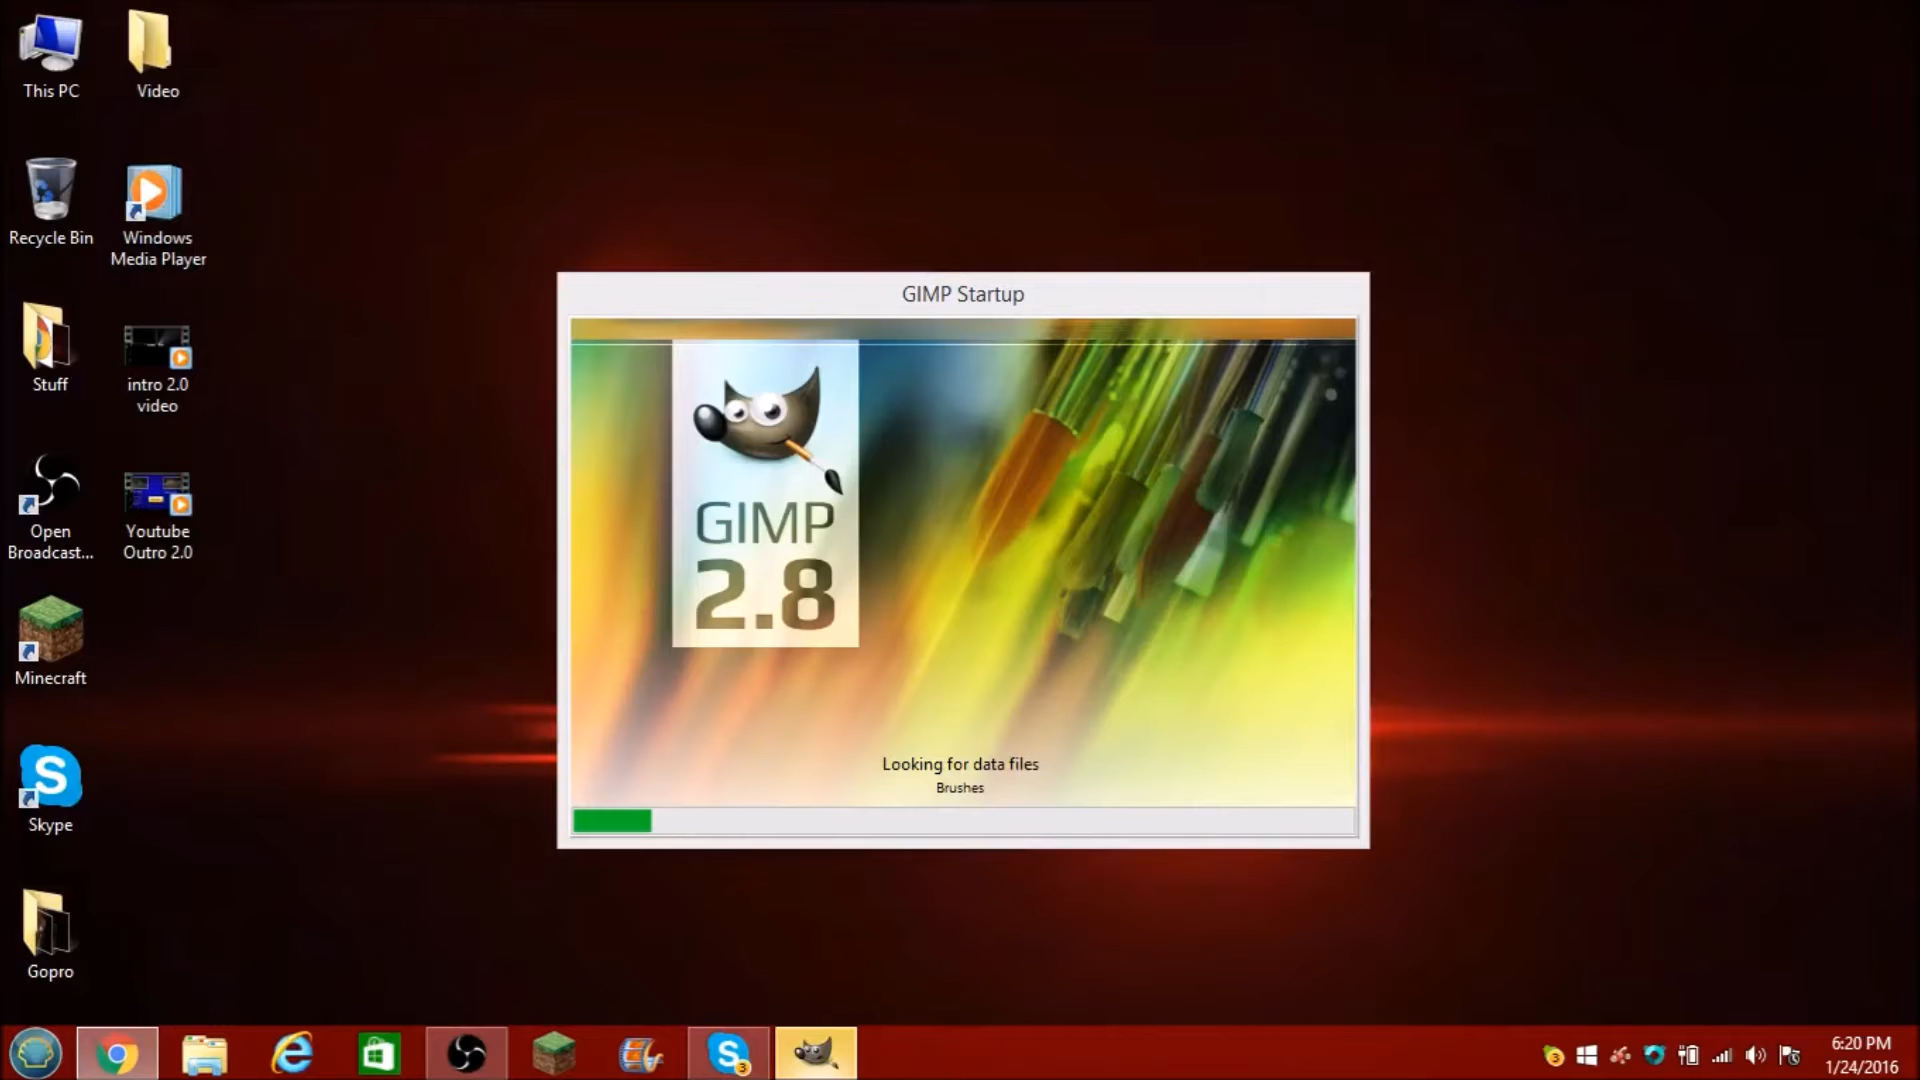 This PC
Video
Recycle Bin
Windows
Media Player
Stuff
intro 2.0
video
Open
Broadcast...
Youtube
Outro 2.0
Minecraft
S
Skype
Gopro
GIMP Startup
GIMP
2.8
Looking for data files
Brushes
S
3
3
6:20 PM
1/24/2016